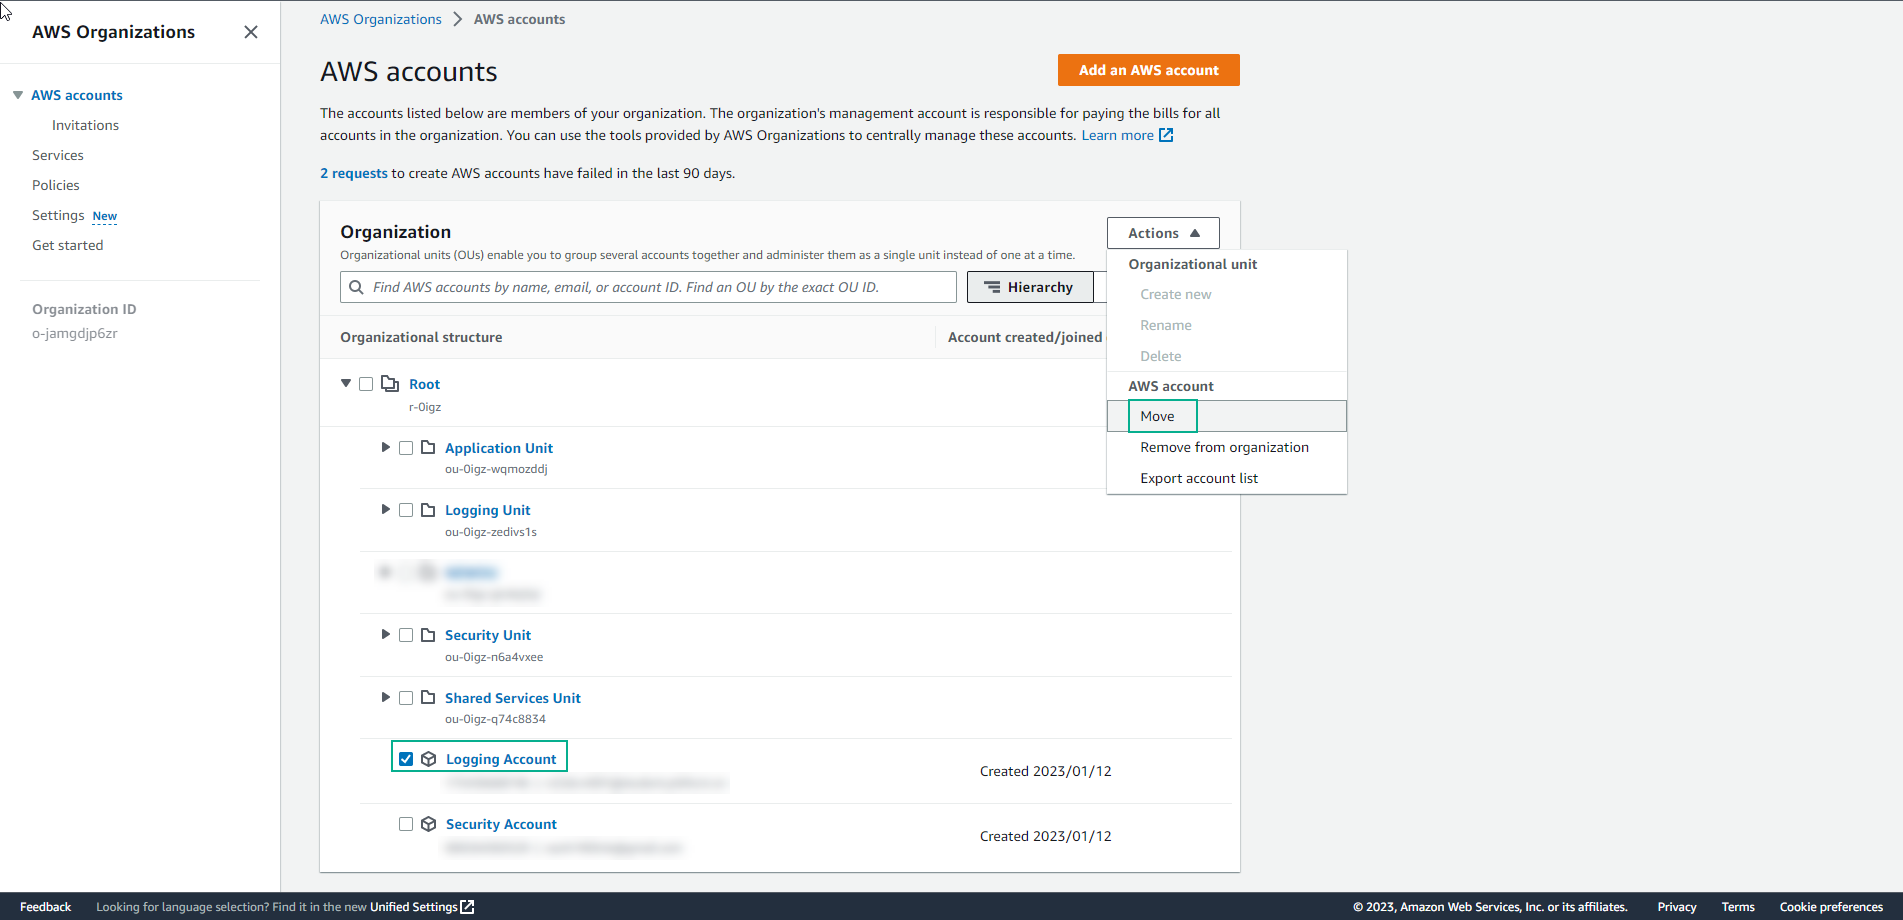 AWS Organizations
AWS accounts
Invitations
Services
Policies
Settings New
Get started
Organization ID
o-jamgdjp6zr
AWS Organizations > AWS accounts
AWS accounts
Add an AWS account
The accounts listed below are members of your organization. The organization's management account is responsible for paying the bills for all
accounts in the organization. You can use the tools provided by AWS Organizations to centrally manage these accounts. Learn more
2 requests to create AWS accounts have failed in the last 90 days.
Organization
Organizational units (OUs) enable you to group several accounts together and administer them as a single unit instead of one at a time.
Find AWS accounts by name, email, or account ID. Find an OU by the exact OU ID.
Hierarchy
Actions
Organizational unit
Create new
Rename
Delete
AWS account
Move
Remove from organization
Export account list
Organizational structure
Account created/joined
Root
r-0igz
Application Unit
ou-0igz-wqmozddj
Logging Unit
ou-0igz-zedivs1s
Security Unit
ou-0igz-n6a4vxee
Shared Services Unit
ou-0igz-q74c8834
Logging Account
Created 2023/01/12
Security Account
Created 2023/01/12
Feedback
Looking for language selection? Find it in the new Unified Settings
© 2023, Amazon Web Services, Inc. or its affiliates.
Privacy
Terms
Cookie preferences